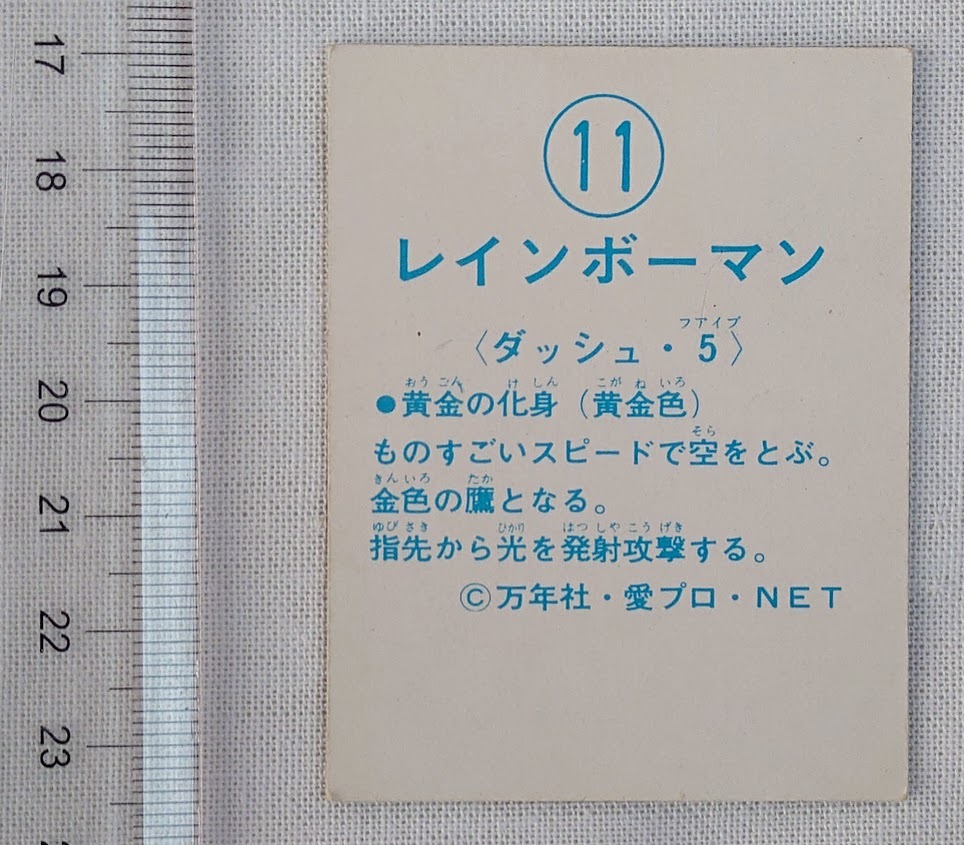 17
18
19
20
21
22
23
11
レインボーマン
ファイブ
〈ダッシュ・5〉
おうごん けしん こがねいろ
●黄金の化身（黄金色）
そら
ものすごいスピードで空をとぶ。
きんいろ たか
金色の鷹となる。
ゆびさき ひかり はつしやこうげき
指先から光を発射攻撃する。
©万年社・愛プロ・NET